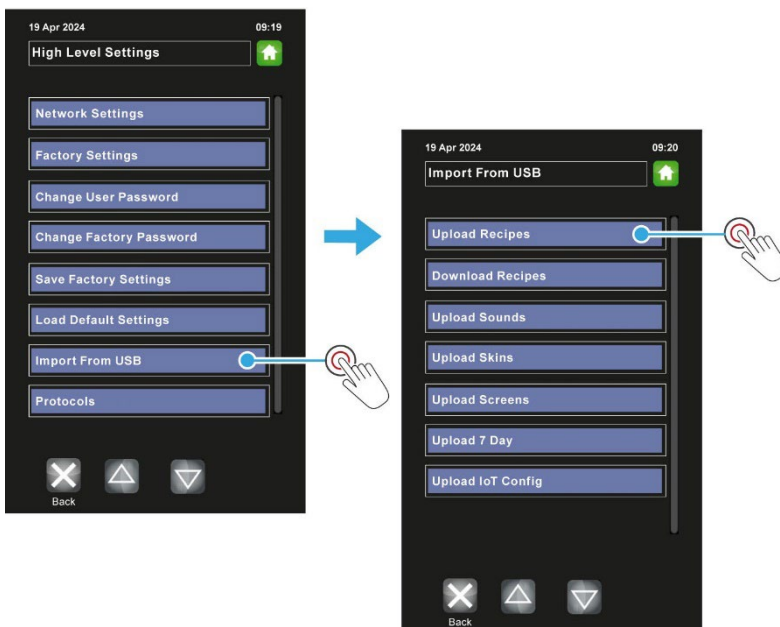 19 Apr 2024 09:19
High Level Settings
Network Settings
Factory Settings
Change User Password
Change Factory Password
Save Factory Settings
Load Default Settings
Import From USB
Protocols
Back
19 Apr 2024 09:20
Import From USB
Upload Recipes
Download Recipes
Upload Sounds
Upload Skins
Upload Screens
Upload 7 Day
Upload IoT Config
Back